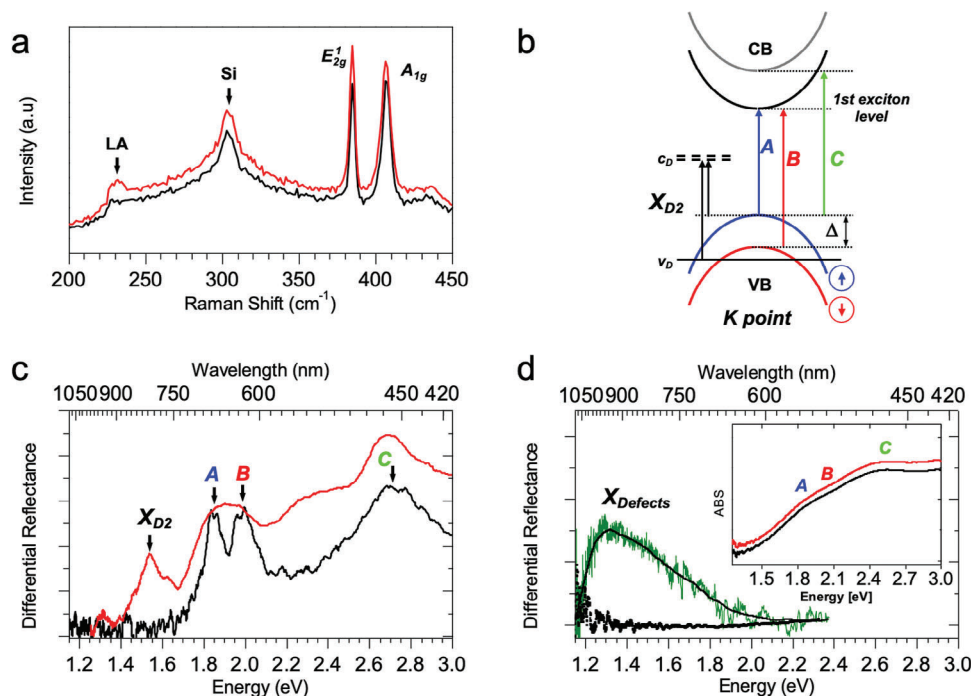 a
Intensity (a.u)
LA
Si
E¹2g
A1g
200 250 300 350 400 450
Raman Shift (cm-1)
b
CB
1st exciton
level
A
B
C
cD
XD2
Δ
vD
VB
K point
c
Wavelength (nm)
1050 900 750 600 450 420
Differential Reflectance
XD2
A
B
C
1.2 1.4 1.6 1.8 2.0 2.2 2.4 2.6 2.8 3.0
Energy (eV)
d
Wavelength (nm)
1050 900 750 600 450 420
Differential Reflectance
XDefects
ABS
A
B
C
1.5 1.8 2.1 2.4 2.7 3.0
Energy [eV]
1.2 1.4 1.6 1.8 2.0 2.2 2.4 2.6 2.8 3.0
Energy (eV)